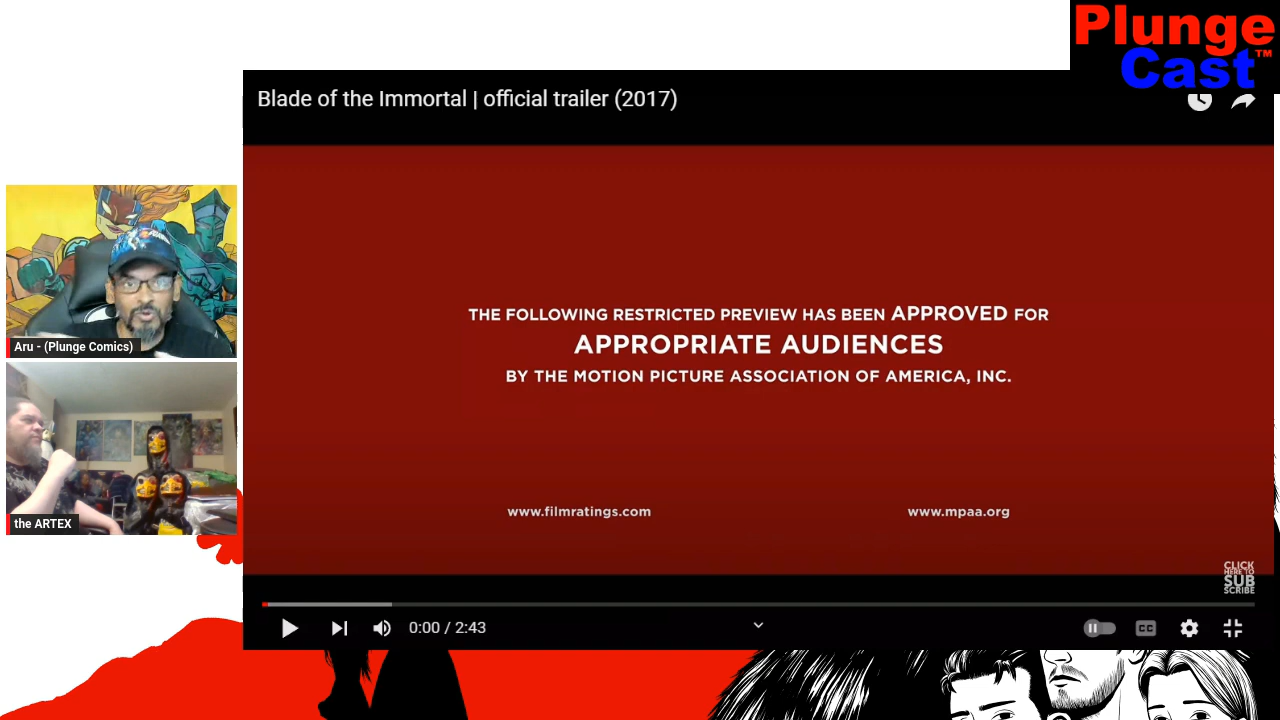 Plunge
Cast™
Blade of the Immortal | official trailer (2017)
THE FOLLOWING RESTRICTED PREVIEW HAS BEEN APPROVED FOR
APPROPRIATE AUDIENCES
BY THE MOTION PICTURE ASSOCIATION OF AMERICA, INC.
www.filmratings.com
www.mpaa.org
Aru - (Plunge Comics)
the ARTEX
CLICK
HERE TO
SUB
SCRIBE
0:00 / 2:43
CC